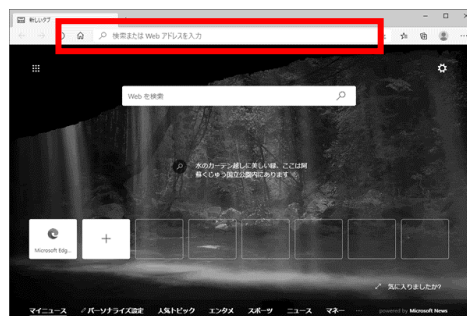 新しいタブ
検索または Web アドレスを入力
Web を検索
水のカーテン越しに美しい緑、ここは阿
蘇くじゅう国立公園内にあります
Microsoft Edg...
気に入りましたか?
マイニュース パーソナライズ設定 人気トピック エンタメ スポーツ ニュース マネー ... powered by Microsoft News